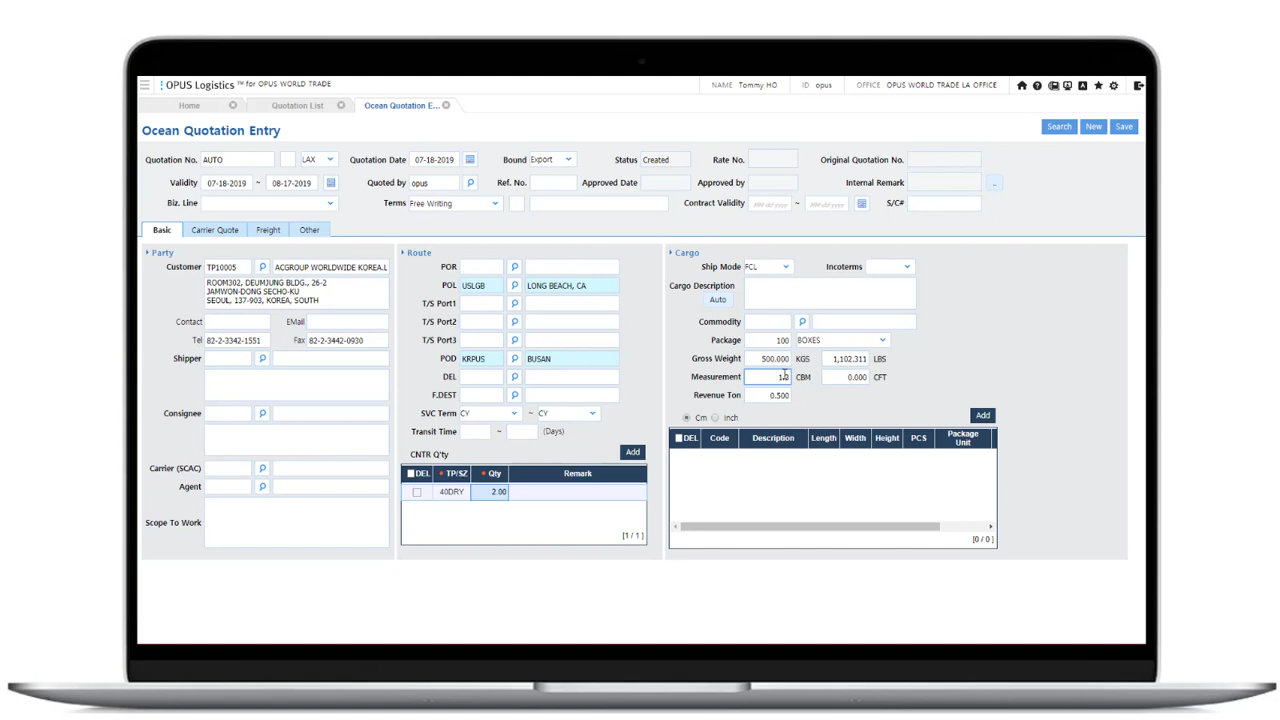 OPUS Logistics ™ for OPUS WORLD TRADE
NAME Tommy HO ID opus OFFICE OPUS WORLD TRADE LA OFFICE
Home Quotation List Ocean Quotation E...
Ocean Quotation Entry
Search New Save
Quotation No. AUTO LAX Quotation Date 07-18-2019 Bound Export Status Created Rate No. Original Quotation No.
Validity 07-18-2019 ~ 08-17-2019 Quoted by opus Ref. No. Approved Date Approved by Internal Remark ...
Biz. Line Terms Free Writing Contract Validity MM-dd-yyyy ~ MM-dd-yyyy S/C#
Basic Carrier Quote Freight Other
Party
Customer TP10005 ACGROUP WORLDWIDE KOREA.L
ROOM302, DEUMJUNG BLDG., 26-2
JAMWON-DONG SECHO-KU
SEOUL, 137-903, KOREA, SOUTH
Contact EMail
Tel 82-2-3342-1551 Fax 82-2-3442-0930
Shipper
Consignee
Carrier (SCAC)
Agent
Scope To Work
Route
POR
POL USLGB LONG BEACH, CA
T/S Port1
T/S Port2
T/S Port3
POD KRPUS BUSAN
DEL
F.DEST
SVC Term CY ~ CY
Transit Time ~ (Days)
CNTR Q'ty Add
DEL TP/SZ Qty Remark
40DRY 2.00
[1 / 1]
Cargo
Ship Mode FCL Incoterms
Cargo Description
Auto
Commodity
Package 100 BOXES
Gross Weight 500.000 KGS 1,102.311 LBS
Measurement CBM 0.000 CFT
Revenue Ton 0.500
Cm Inch Add
DEL Code Description Length Width Height PCS Package Unit
[0 / 0]